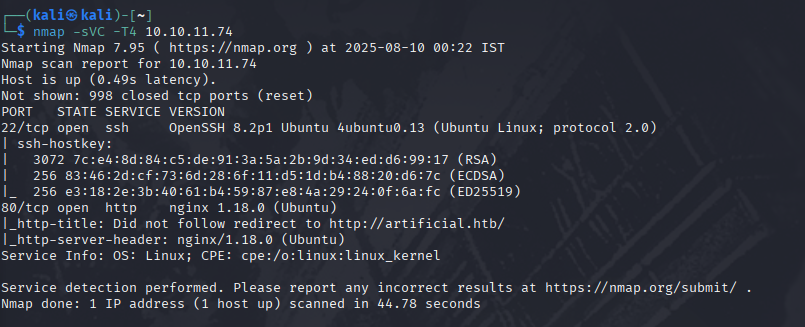 ┌──(kali㉿kali)-[~]
└─$ nmap -sVC -T4 10.10.11.74
Starting Nmap 7.95 ( https://nmap.org ) at 2025-08-10 00:22 IST
Nmap scan report for 10.10.11.74
Host is up (0.49s latency).
Not shown: 998 closed tcp ports (reset)
PORT   STATE SERVICE VERSION
22/tcp open  ssh     OpenSSH 8.2p1 Ubuntu 4ubuntu0.13 (Ubuntu Linux; protocol 2.0)
| ssh-hostkey:
|   3072 7c:e4:8d:84:c5:de:91:3a:5a:2b:9d:34:ed:d6:99:17 (RSA)
|   256 83:46:2d:cf:73:6d:28:6f:11:d5:1d:b4:88:20:d6:7c (ECDSA)
|_  256 e3:18:2e:3b:40:61:b4:59:87:e8:4a:29:24:0f:6a:fc (ED25519)
80/tcp open  http    nginx 1.18.0 (Ubuntu)
|_http-title: Did not follow redirect to http://artificial.htb/
|_http-server-header: nginx/1.18.0 (Ubuntu)
Service Info: OS: Linux; CPE: cpe:/o:linux:linux_kernel

Service detection performed. Please report any incorrect results at https://nmap.org/submit/ .
Nmap done: 1 IP address (1 host up) scanned in 44.78 seconds